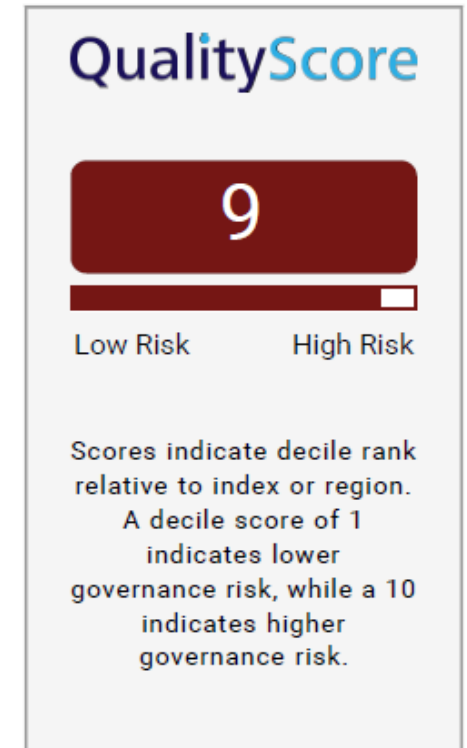 QualityScore
9
Low Risk High Risk
Scores indicate decile rank
relative to index or region.
A decile score of 1
indicates lower
governance risk, while a 10
indicates higher
governance risk.